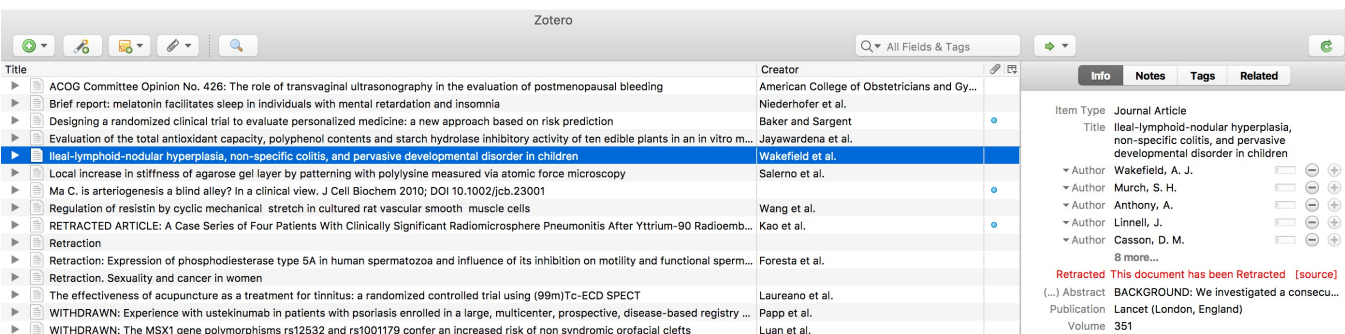 Zotero
All Fields & Tags
Title Creator
ACOG Committee Opinion No. 426: The role of transvaginal ultrasonography in the evaluation of postmenopausal bleeding American College of Obstetricians and Gy...
Brief report: melatonin facilitates sleep in individuals with mental retardation and insomnia Niederhofer et al.
Designing a randomized clinical trial to evaluate personalized medicine: a new approach based on risk prediction Baker and Sargent
Evaluation of the total antioxidant capacity, polyphenol contents and starch hydrolase inhibitory activity of ten edible plants in an in vitro m... Jayawardena et al.
Ileal-lymphoid-nodular hyperplasia, non-specific colitis, and pervasive developmental disorder in children Wakefield et al.
Local increase in stiffness of agarose gel layer by patterning with polylysine measured via atomic force microscopy Salerno et al.
Ma C. is arteriogenesis a blind alley? In a clinical view. J Cell Biochem 2010; DOI 10.1002/jcb.23001
Regulation of resistin by cyclic mechanical stretch in cultured rat vascular smooth muscle cells Wang et al.
RETRACTED ARTICLE: A Case Series of Four Patients With Clinically Significant Radiomicrosphere Pneumonitis After Yttrium-90 Radioemb... Kao et al.
Retraction
Retraction: Expression of phosphodiesterase type 5A in human spermatozoa and influence of its inhibition on motility and functional sperm... Foresta et al.
Retraction. Sexuality and cancer in women
The effectiveness of acupuncture as a treatment for tinnitus: a randomized controlled trial using (99m)Tc-ECD SPECT Laureano et al.
WITHDRAWN: Experience with ustekinumab in patients with psoriasis enrolled in a large, multicenter, prospective, disease-based registry ... Papp et al.
WITHDRAWN: The MSX1 gene polymorphisms rs12532 and rs1001179 confer an increased risk of non syndromic orofacial clefts Luan et al.
Info Notes Tags Related
Item Type Journal Article
Title Ileal-lymphoid-nodular hyperplasia,
non-specific colitis, and pervasive
developmental disorder in children
Author Wakefield, A. J.
Author Murch, S. H.
Author Anthony, A.
Author Linnell, J.
Author Casson, D. M.
8 more...
Retracted This document has been Retracted [source]
(...) Abstract BACKGROUND: We investigated a consecu...
Publication Lancet (London, England)
Volume 351